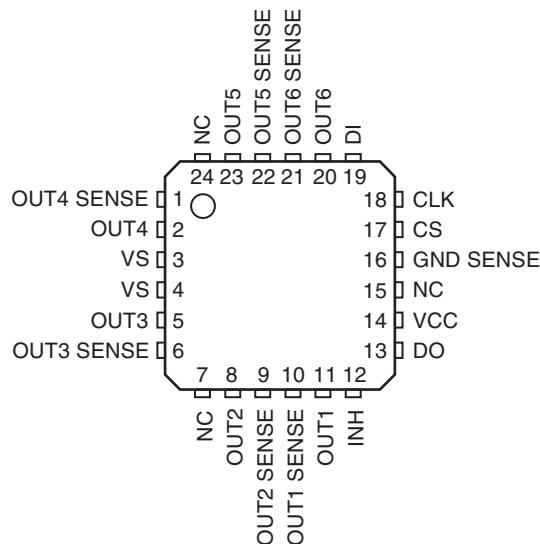 NC
OUT5
OUT5 SENSE
OUT6 SENSE
OUT6
DI
24 23 22 21 20 19
OUT4 SENSE 1
OUT4 2
VS 3
VS 4
OUT3 5
OUT3 SENSE 6
18 CLK
17 CS
16 GND SENSE
15 NC
14 VCC
13 DO
7 8 9 10 11 12
NC
OUT2
OUT2 SENSE
OUT1 SENSE
OUT1
INH